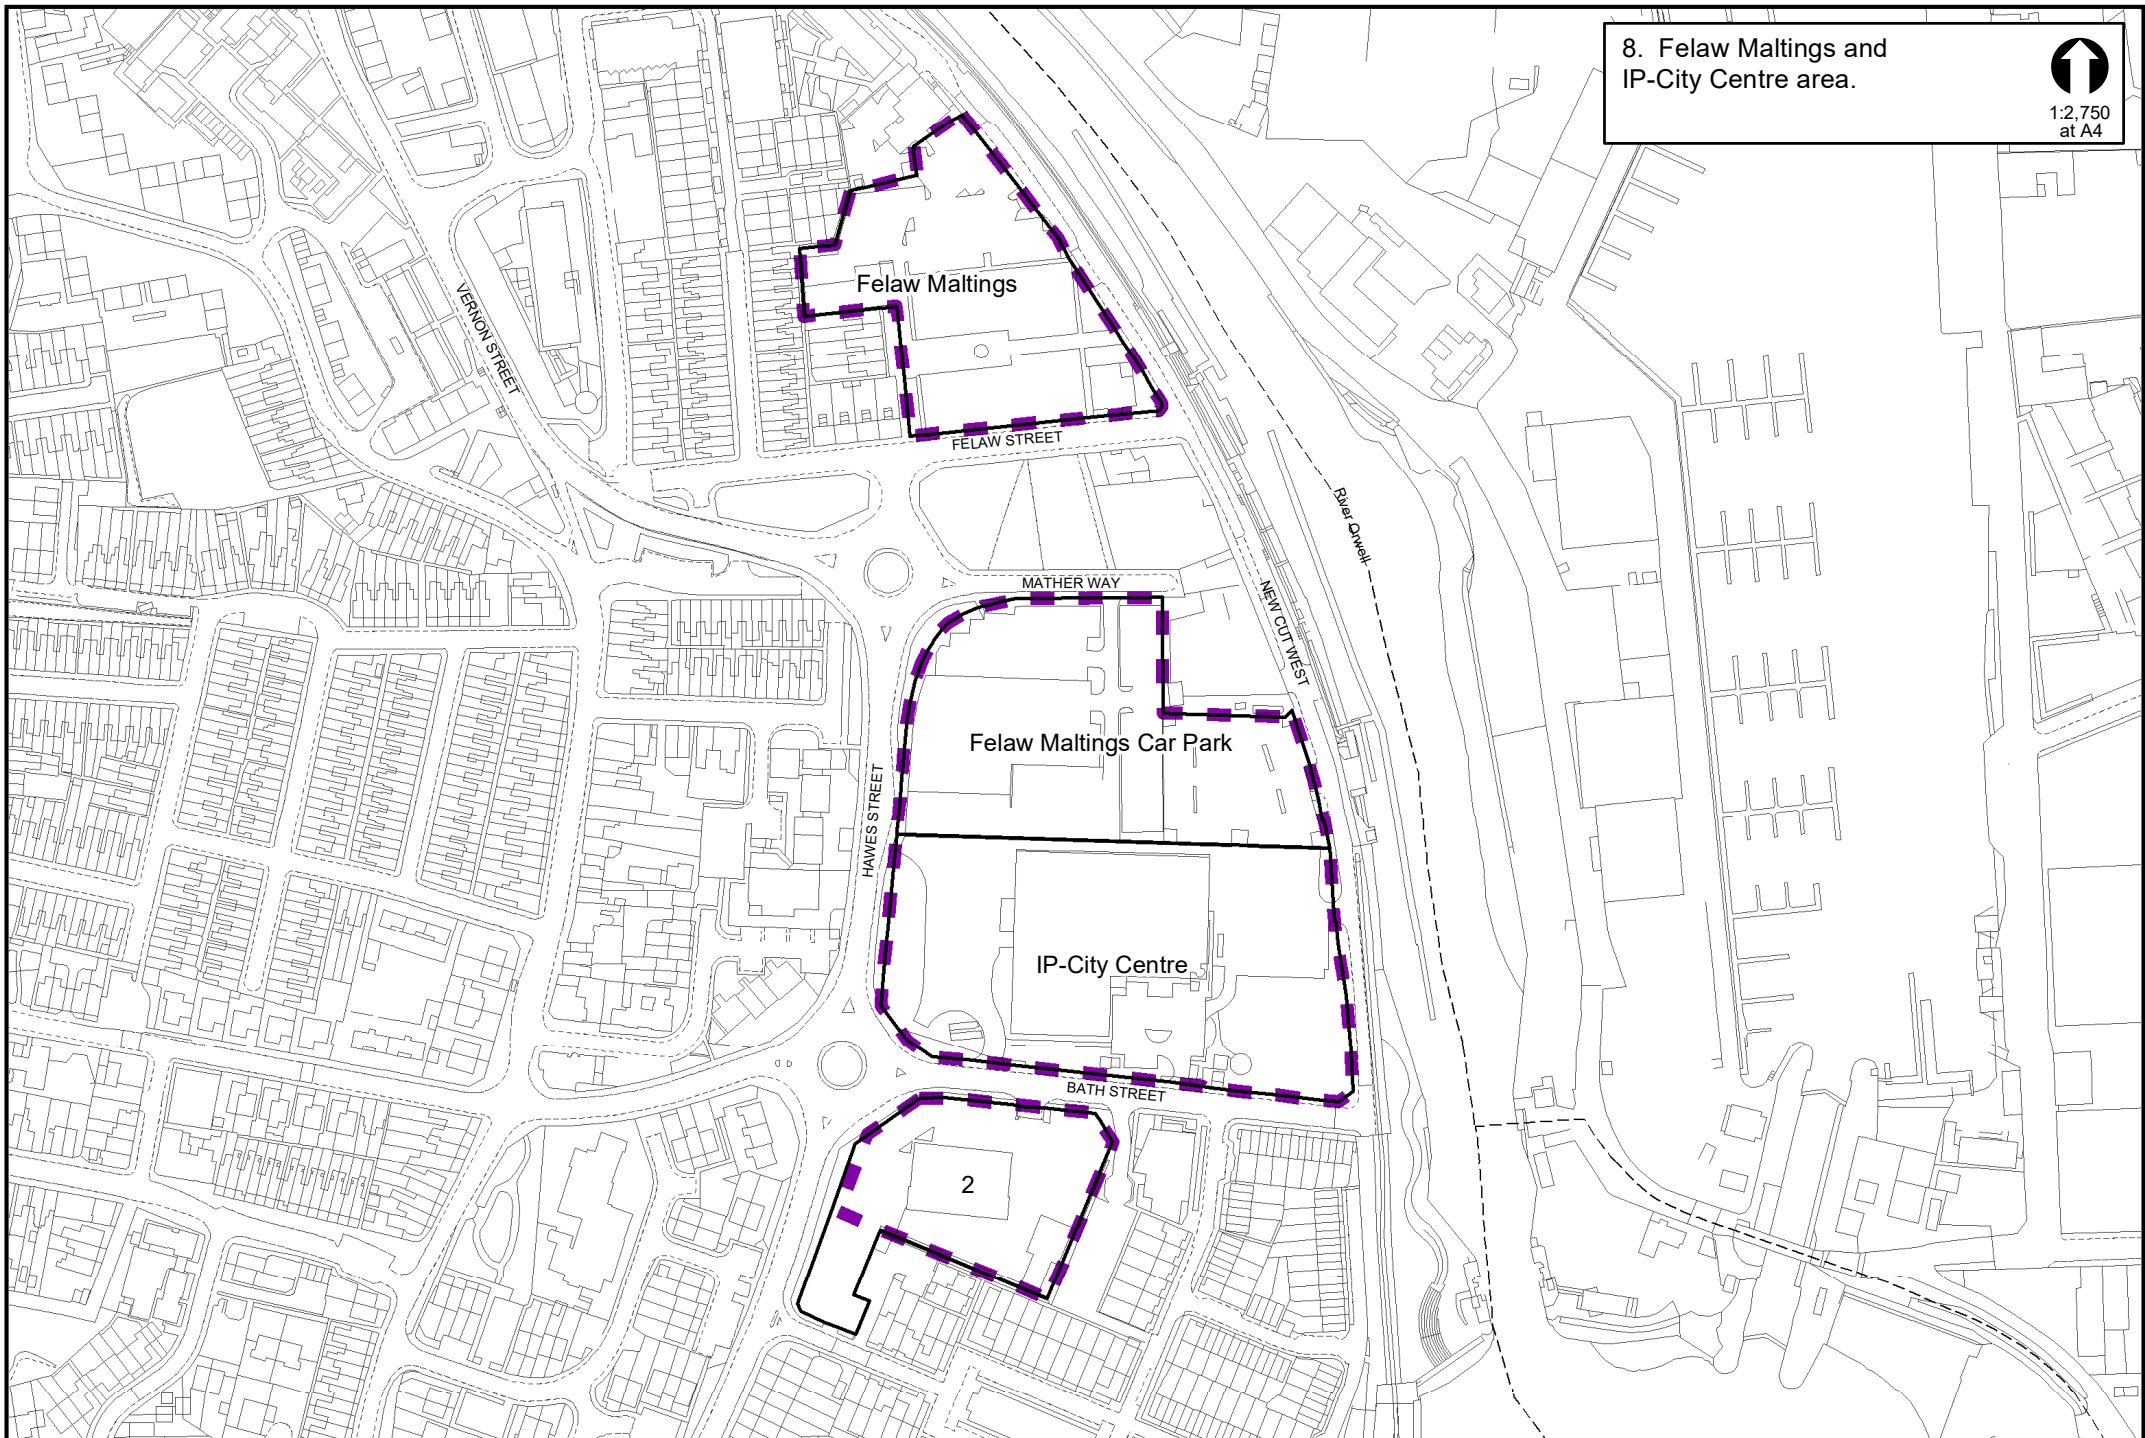 8. Felaw Maltings and
IP-City Centre area.
1:2,750
at A4
Felaw Maltings
VERNON STREET
FELAW STREET
River Orwell
MATHER WAY
NEW CUT WEST
Felaw Maltings Car Park
HAWES STREET
IP-City Centre
BATH STREET
2